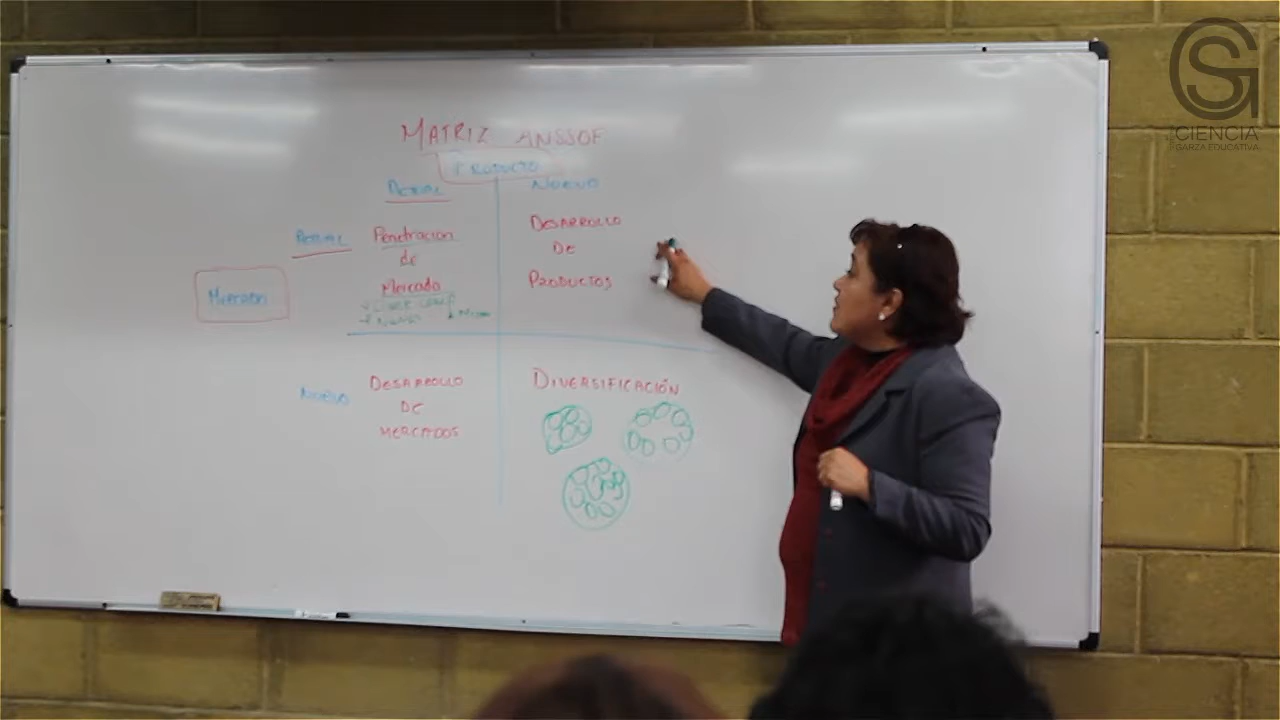 MATRIZ ANSSOF
PRODUCTO
ACTUAL
NUEVO
ACTUAL
Penetracion
de
Mercado
DESARROLLO
DE
PRODUCTOS
MERCADO
NUEVO
DESARROLLO
DE
MERCADOS
DIVERSIFICACIÓN
CIENCIA
GARZA EDUCATIVA